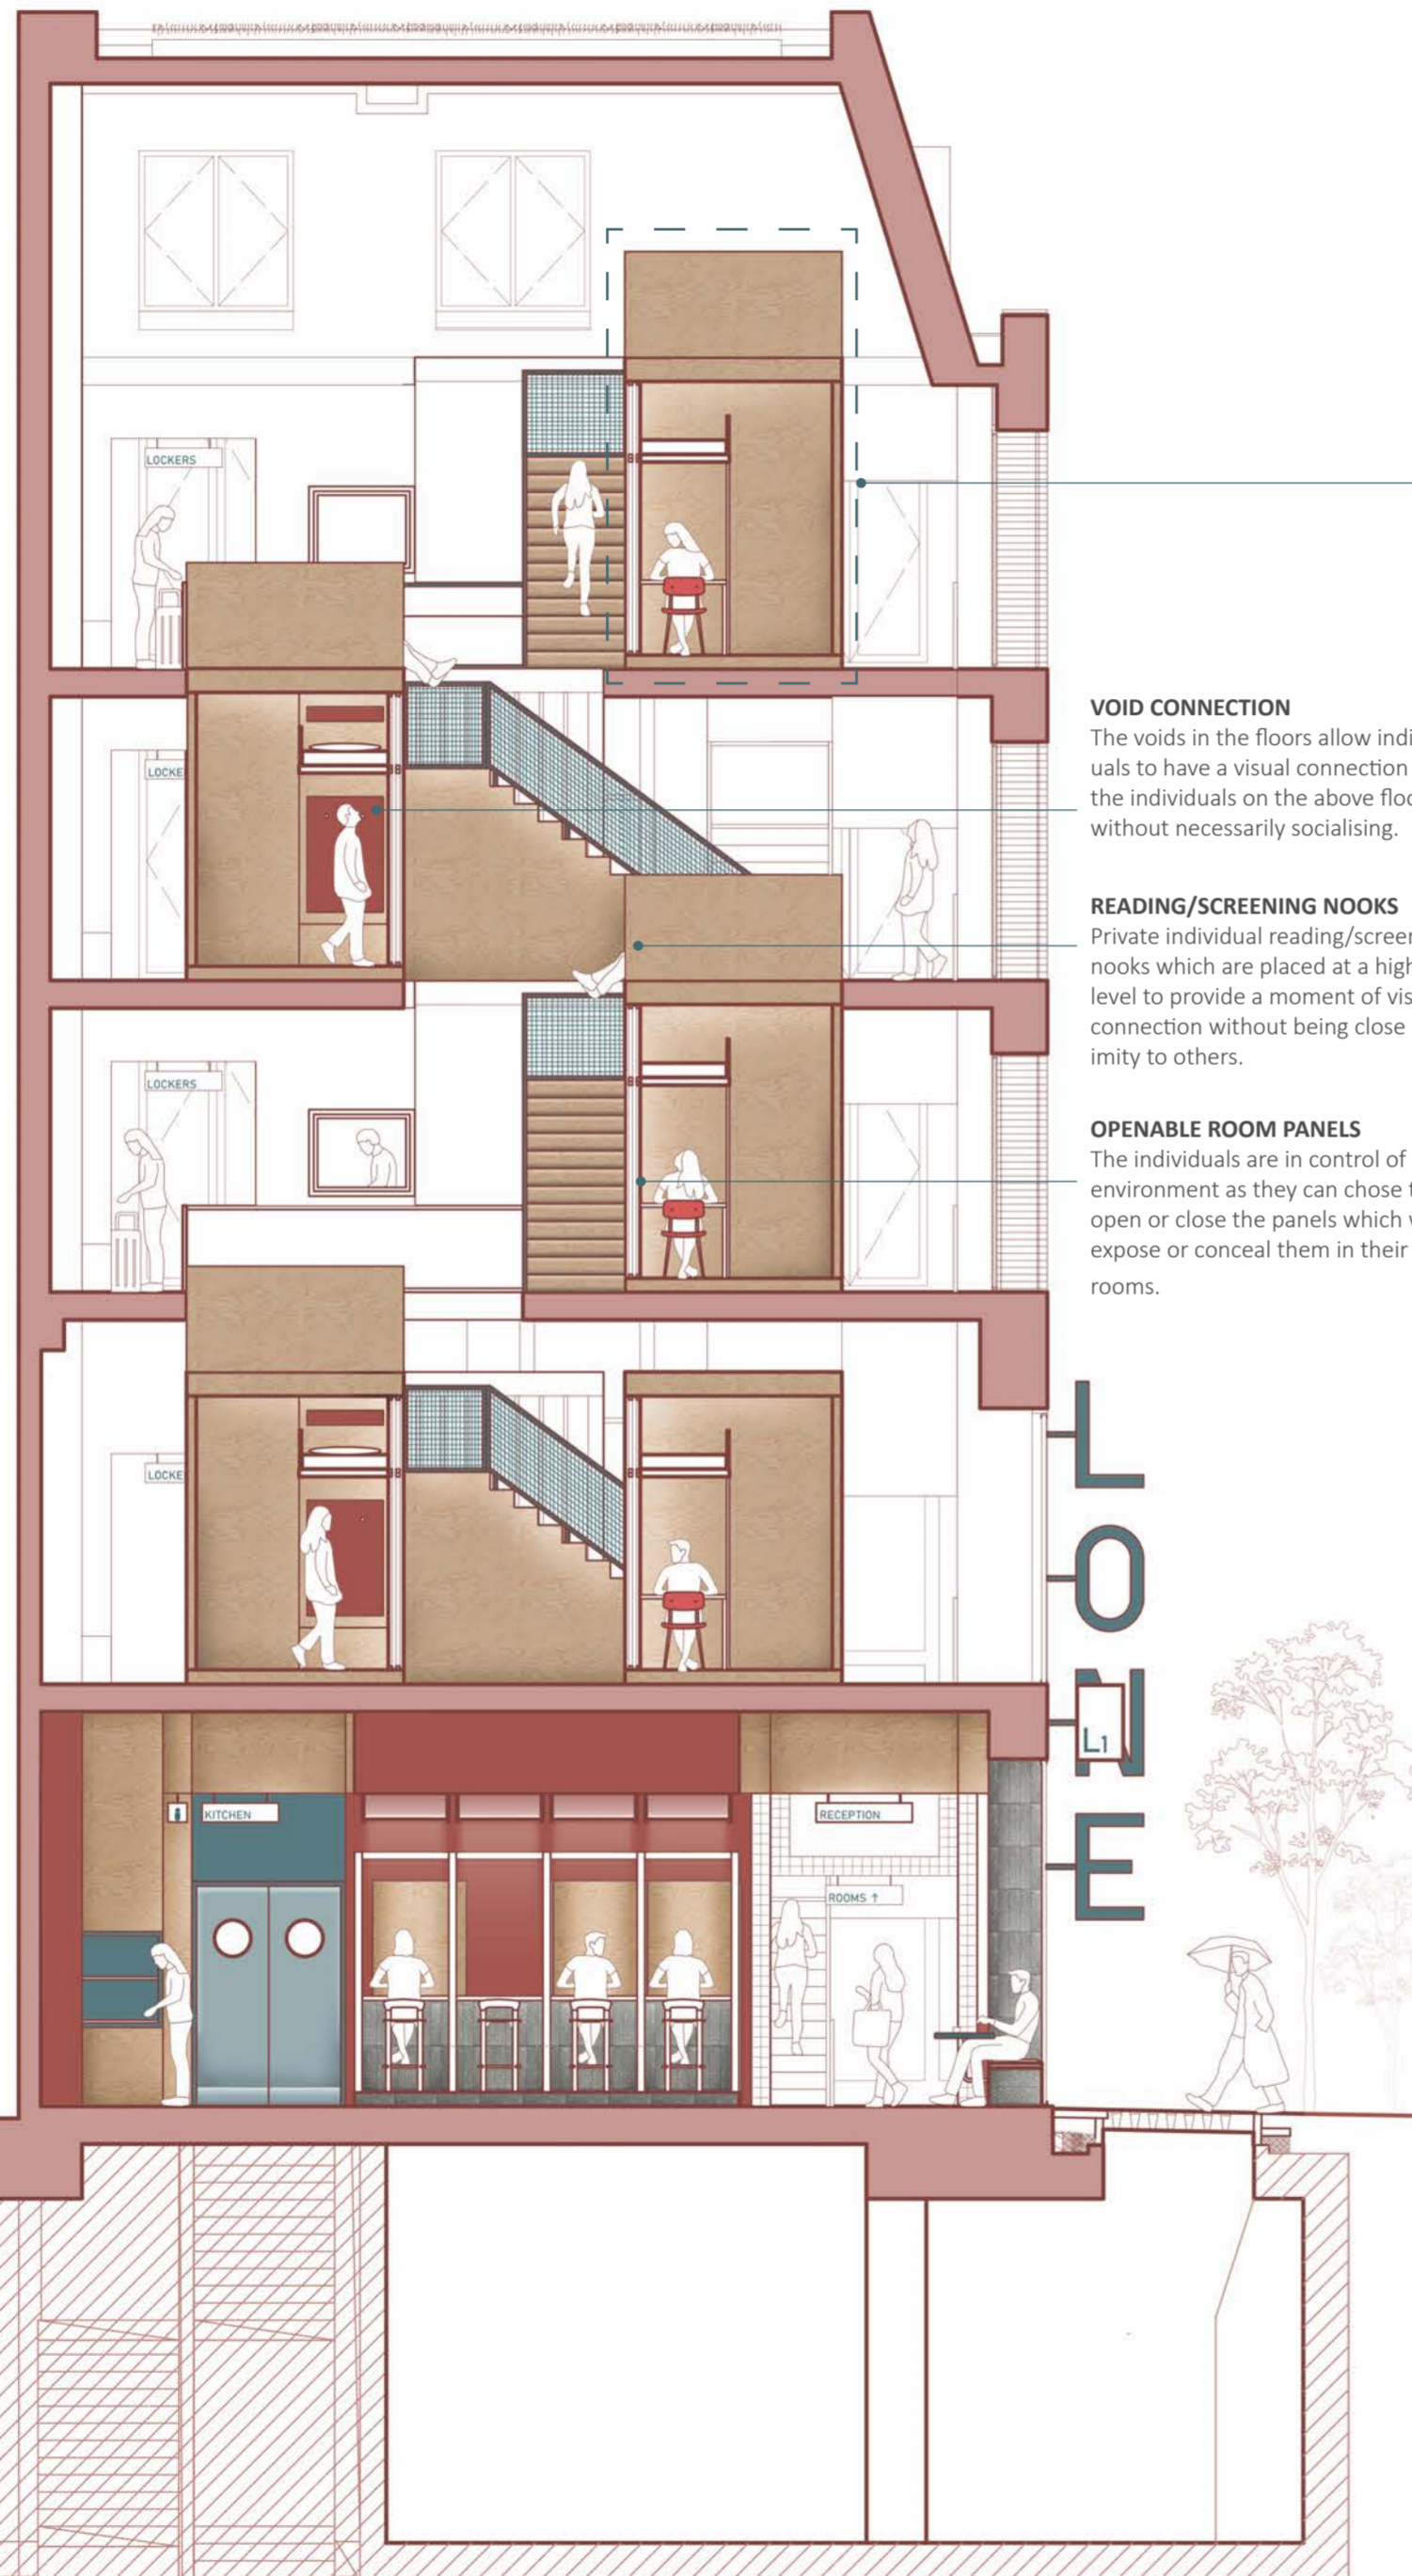 LOCKERS
VOID CONNECTION
The voids in the floors allow indi
uals to have a visual connection
the individuals on the above floo
without necessarily socialising.
LOCKE
READING/SCREENING NOOKS
Private individual reading/screen
nooks which are placed at a high
level to provide a moment of vis
connection without being close
imity to others.
LOCKERS
OPENABLE ROOM PANELS
The individuals are in control of
environment as they can chose t
open or close the panels which w
expose or conceal them in their
rooms.
LOCKE
L
O
N
E
L1
KITCHEN
RECEPTION
ROOMS ↑